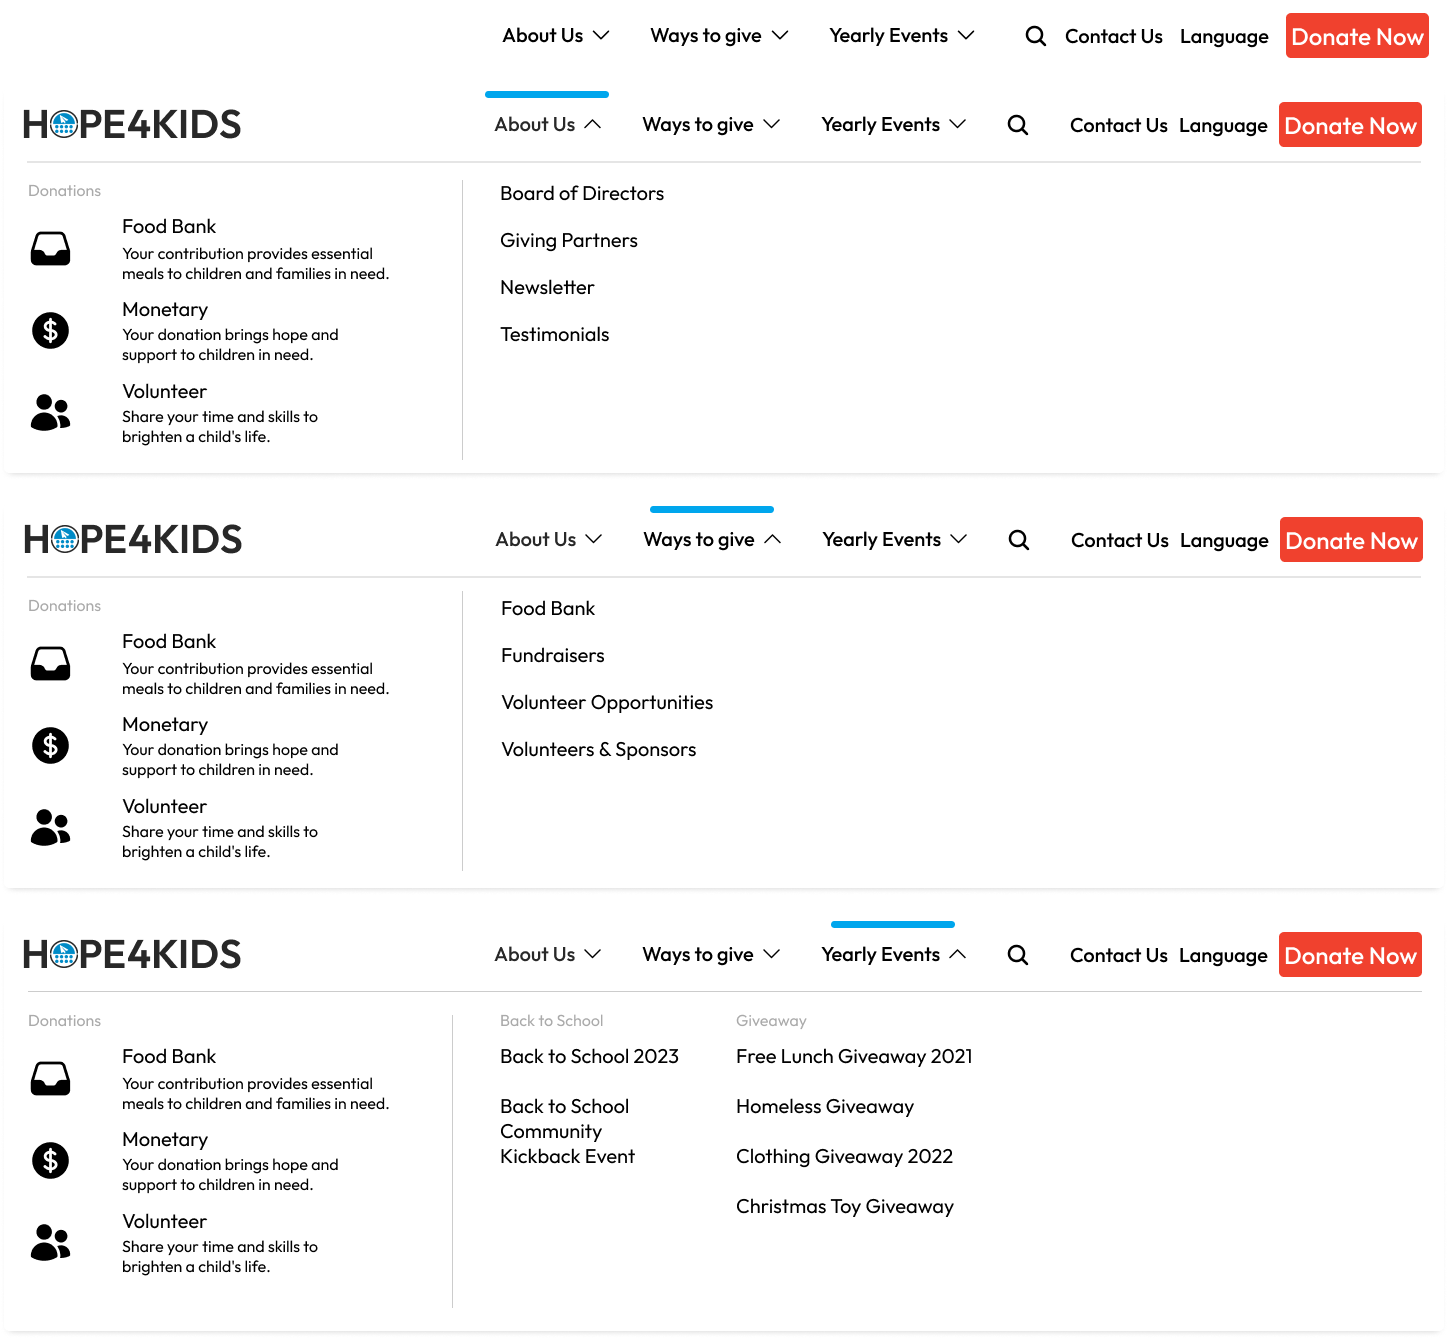 About Us Ways to give Yearly Events Contact Us Language Donate Now
HOPE4KIDS About Us Ways to give Yearly Events Contact Us Language Donate Now
Donations
Food Bank
Your contribution provides essential
meals to children and families in need.
Monetary
Your donation brings hope and
support to children in need.
Volunteer
Share your time and skills to
brighten a child's life.
Board of Directors
Giving Partners
Newsletter
Testimonials
HOPE4KIDS About Us Ways to give Yearly Events Contact Us Language Donate Now
Donations
Food Bank
Your contribution provides essential
meals to children and families in need.
Monetary
Your donation brings hope and
support to children in need.
Volunteer
Share your time and skills to
brighten a child's life.
Food Bank
Fundraisers
Volunteer Opportunities
Volunteers & Sponsors
HOPE4KIDS About Us Ways to give Yearly Events Contact Us Language Donate Now
Donations
Food Bank
Your contribution provides essential
meals to children and families in need.
Monetary
Your donation brings hope and
support to children in need.
Volunteer
Share your time and skills to
brighten a child's life.
Back to School
Back to School 2023
Back to School
Community
Kickback Event
Giveaway
Free Lunch Giveaway 2021
Homeless Giveaway
Clothing Giveaway 2022
Christmas Toy Giveaway